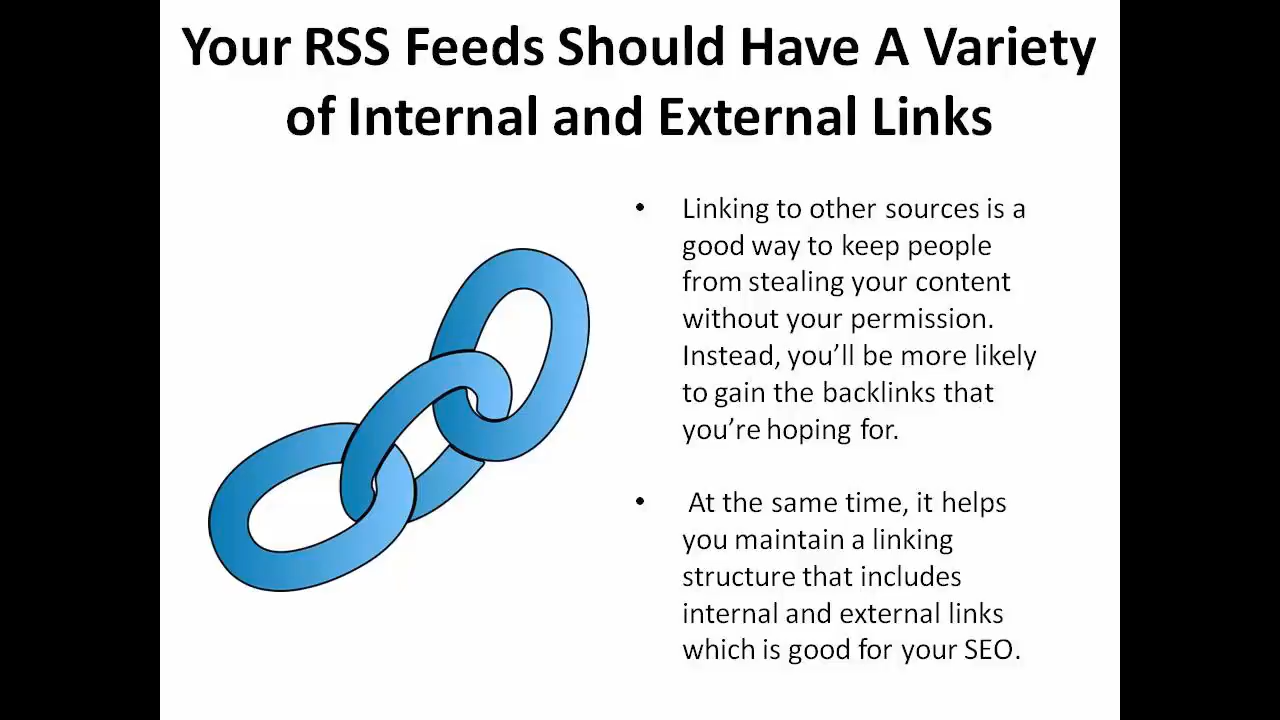 Your RSS Feeds Should Have A Variety
of Internal and External Links
• Linking to other sources is a
good way to keep people
from stealing your content
without your permission.
Instead, you’ll be more likely
to gain the backlinks that
you’re hoping for.
• At the same time, it helps
you maintain a linking
structure that includes
internal and external links
which is good for your SEO.